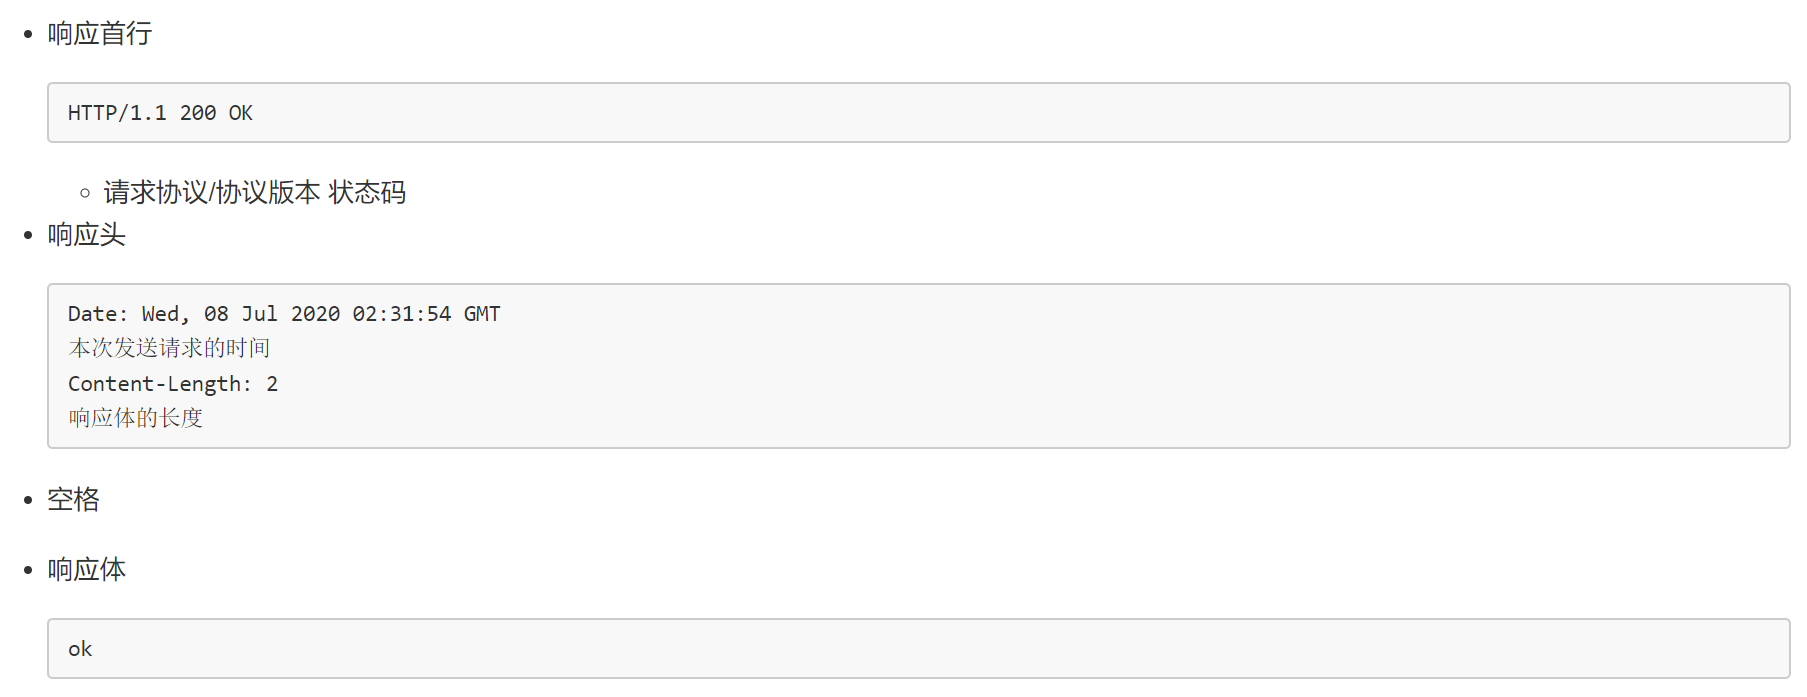 响应首行
HTTP/1.1 200 OK
请求协议/协议版本 状态码
响应头
Date: Wed, 08 Jul 2020 02:31:54 GMT
本次发送请求的时间
Content-Length: 2
响应体的长度
空格
响应体
ok